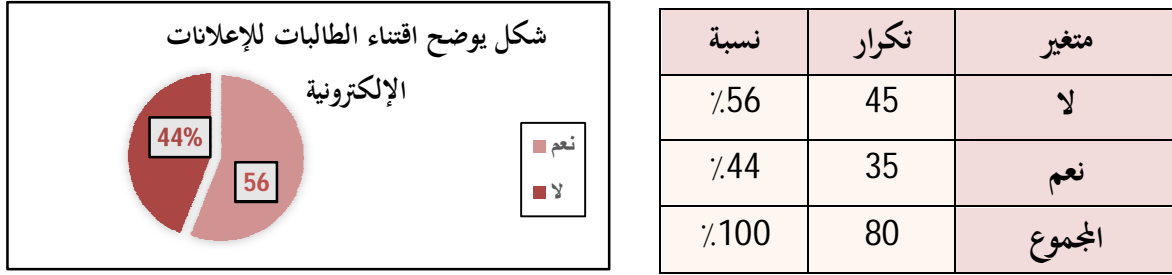 متغير تكرار نسبة
لا 45 56٪
نعم 35 44٪
المجموع 80 100٪
شكل يوضح اقتناء الطالبات للإعلانات
الإلكترونية
44%
56
نعم
لا